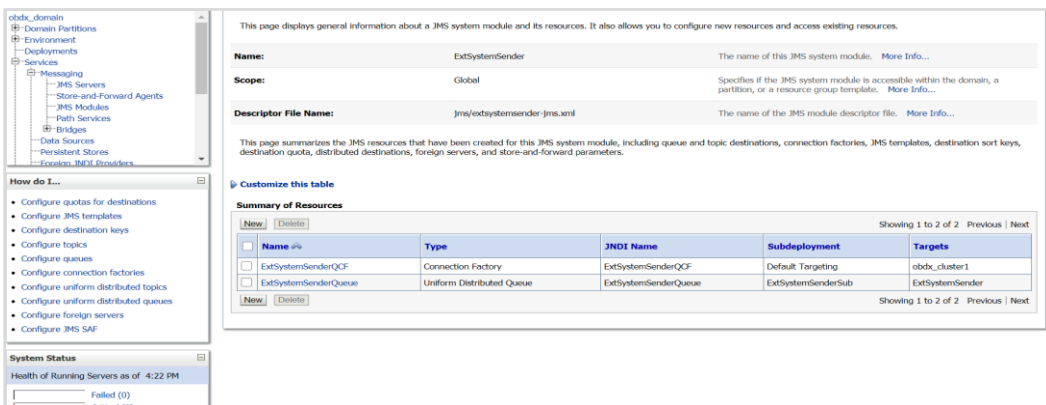 obdx_domain
Domain Partitions
Environment
Deployments
Services
Messaging
JMS Servers
Store-and-Forward Agents
JMS Modules
Path Services
Bridges
Data Sources
Persistent Stores
Foreign JNDI Providers
How do I...
Configure quotas for destinations
Configure JMS templates
Configure destination keys
Configure topics
Configure queues
Configure connection factories
Configure uniform distributed topics
Configure uniform distributed queues
Configure foreign servers
Configure JMS SAF
System Status
Health of Running Servers as of 4:22 PM
Failed (0)
This page displays general information about a JMS system module and its resources. It also allows you to configure new resources and access existing resources.
Name: ExtSystemSender The name of this JMS system module. More Info...
Scope: Global Specifies if the JMS system module is accessible within the domain, a
partition, or a resource group template. More Info...
Descriptor File Name: jms/extsystemsender-jms.xml The name of the JMS module descriptor file. More Info...
This page summarizes the JMS resources that have been created for this JMS system module, including queue and topic destinations, connection factories, JMS templates, destination sort keys,
destination quota, distributed destinations, foreign servers, and store-and-forward parameters.
Customize this table
Summary of Resources
New Delete Showing 1 to 2 of 2 Previous | Next
Name Type JNDI Name Subdeployment Targets
ExtSystemSenderQCF Connection Factory ExtSystemSenderQCF Default Targeting obdx_cluster1
ExtSystemSenderQueue Uniform Distributed Queue ExtSystemSenderQueue ExtSystemSenderSub ExtSystemSender
New Delete Showing 1 to 2 of 2 Previous | Next